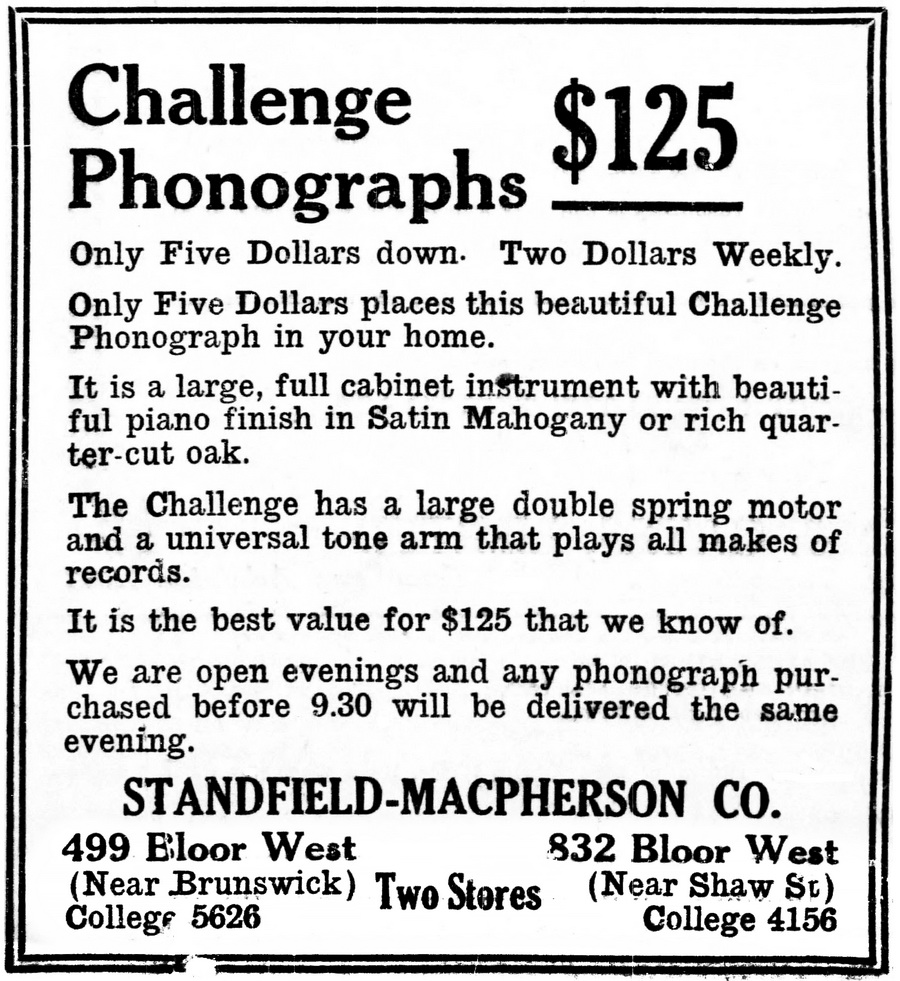 Challenge
Phonographs
$125
Only Five Dollars down. Two Dollars Weekly.
Only Five Dollars places this beautiful Challenge
Phonograph in your home.
It is a large, full cabinet instrument with beauti-
ful piano finish in Satin Mahogany or rich quar-
ter-cut oak.
The Challenge has a large double spring motor
and a universal tone arm that plays all makes of
records.
It is the best value for $125 that we know of.
We are open evenings and any phonograph pur-
chased before 9.30 will be delivered the same
evening.
STANDFIELD-MACPHERSON CO.
499 Bloor West
(Near Brunswick)
College 5626
Two Stores
832 Bloor West
(Near Shaw St)
College 4156